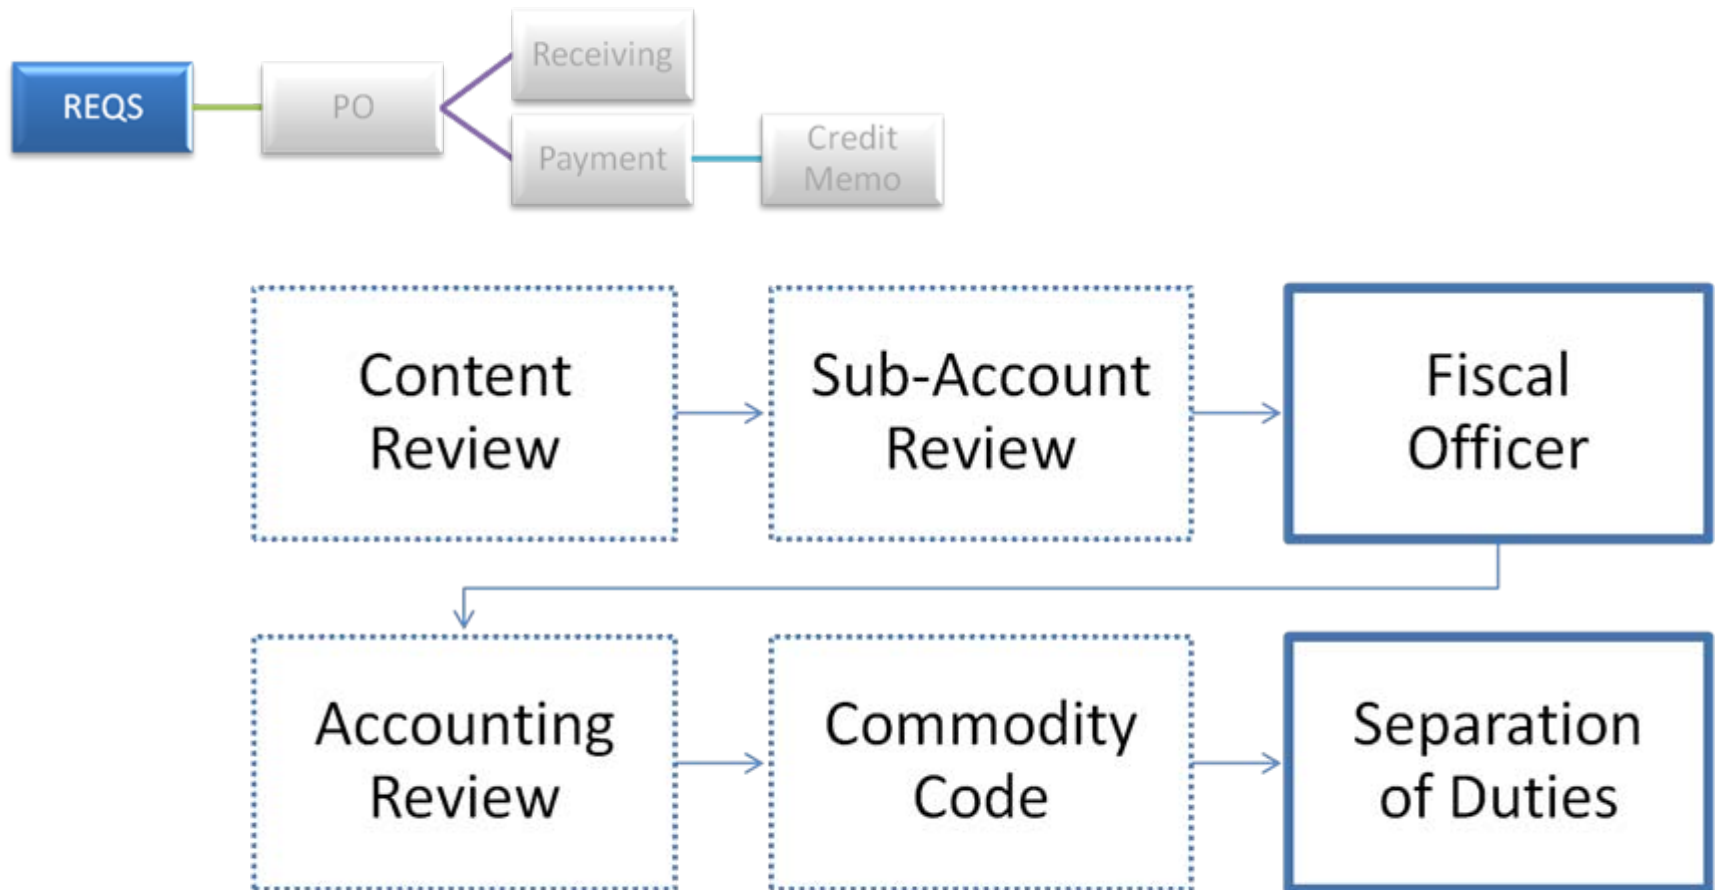 Receiving
REQS
PO
Payment
Credit
Memo
Content
Review
Sub-Account
Review
Fiscal
Officer
Accounting
Review
Commodity
Code
Separation
of Duties